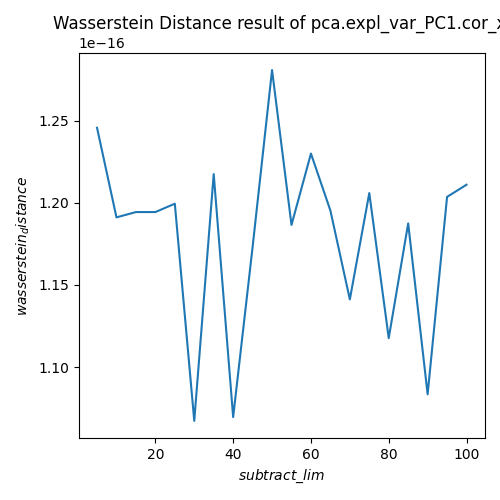 Wasserstein Distance result of pca.expl_var_PC1.cor_x
1e−16
1.25
1.20
1.15
1.10
wasserstein_distance
20
40
60
80
100
subtract_lim